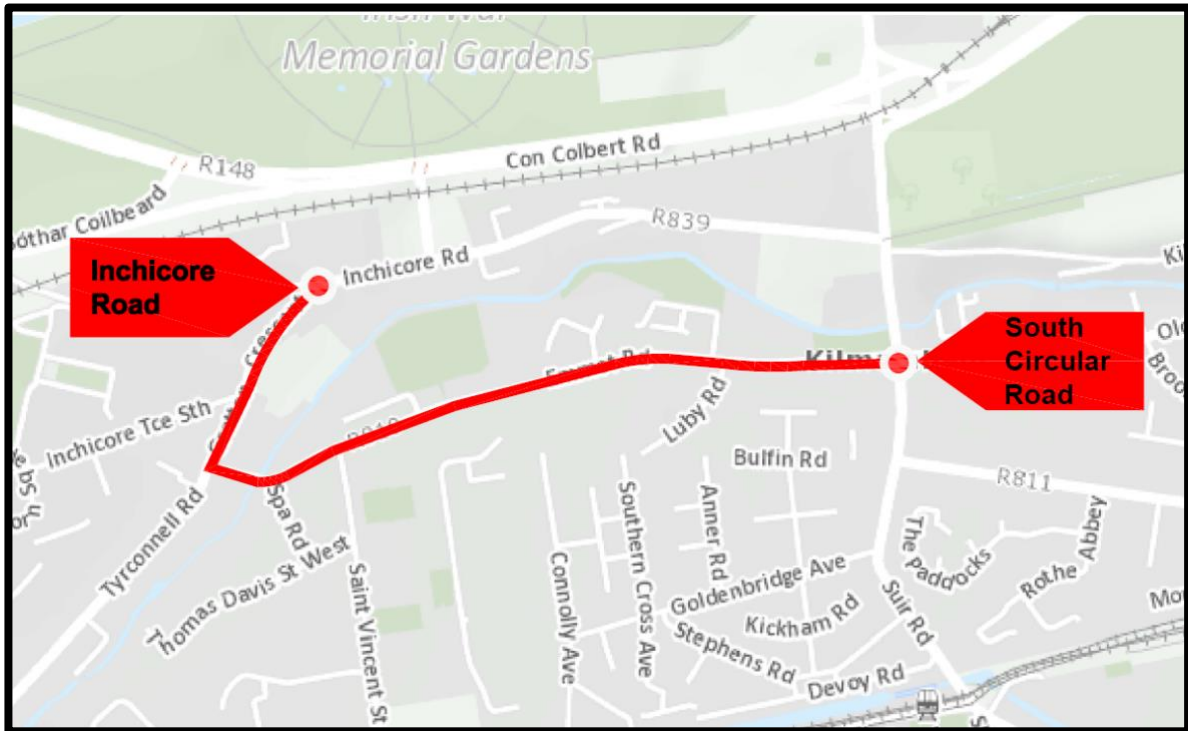 Memorial Gardens
R148
Con Colbert Rd
R839
Inchicore Rd
Inchicore
Road
South
Circular
Road
Emmet Rd
Inchicore Tce Sth
Luby Rd
Bulfin Rd
R811
Tyrconnell Rd
Spa Rd
Thomas Davis St West
Saint Vincent St
Connolly Ave
Southern Cross Ave
Anner Rd
Goldenbridge Ave
Kickham Rd
Stephens Rd
Devoy Rd
Suir Rd
The Paddocks
Rothe Abbey